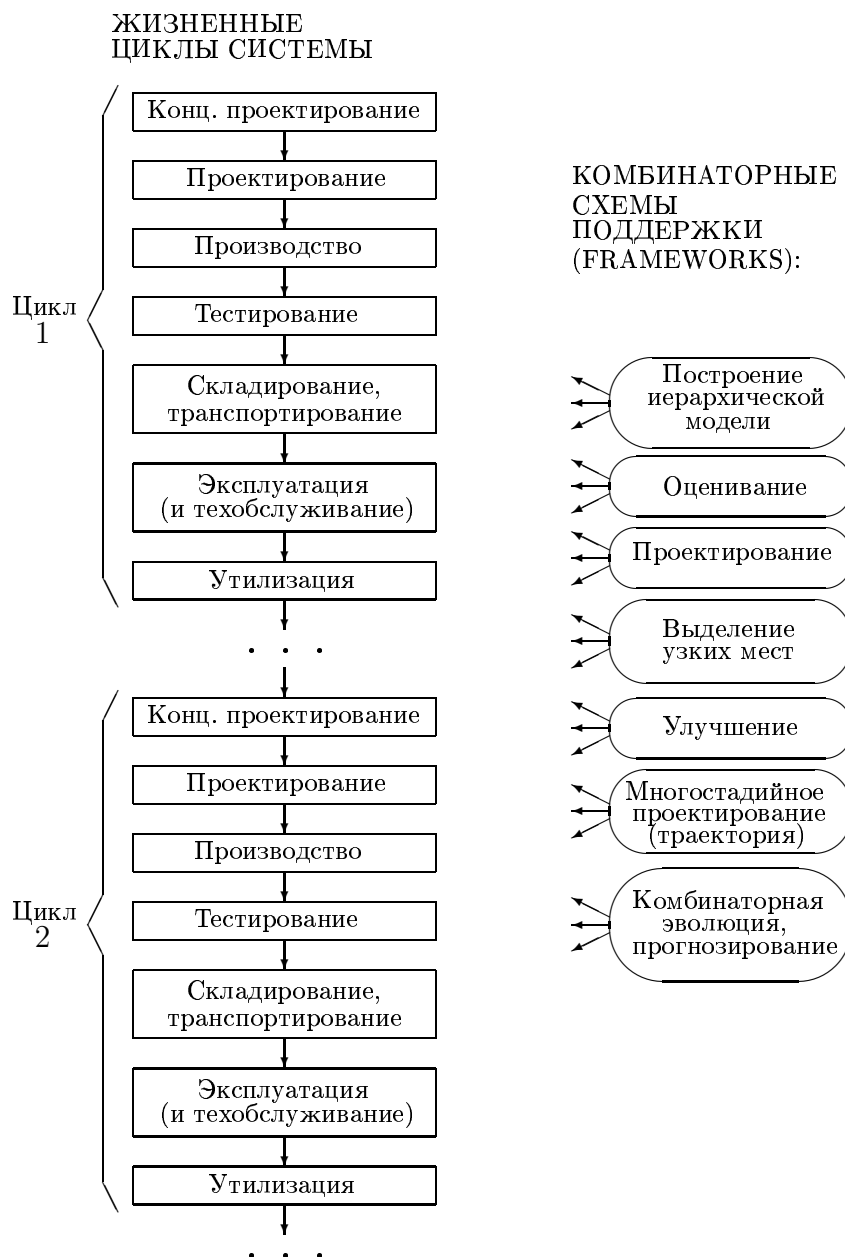 ЖИЗНЕННЫЕ
ЦИКЛЫ СИСТЕМЫ
Конц. проектирование
Проектирование
Производство
Цикл
1
Тестирование
Складирование,
транспортирование
Эксплуатация
(и техобслуживание)
Утилизация
. . .
Конц. проектирование
Проектирование
Производство
Цикл
2
Тестирование
Складирование,
транспортирование
Эксплуатация
(и техобслуживание)
Утилизация
. . .
КОМБИНАТОРНЫЕ
СХЕМЫ
ПОДДЕРЖКИ
(FRAMEWORKS):
Построение
иерархической
модели
Оценивание
Проектирование
Выделение
узких мест
Улучшение
Многостадийное
проектирование
(траектория)
Комбинаторная
эволюция,
прогнозирование